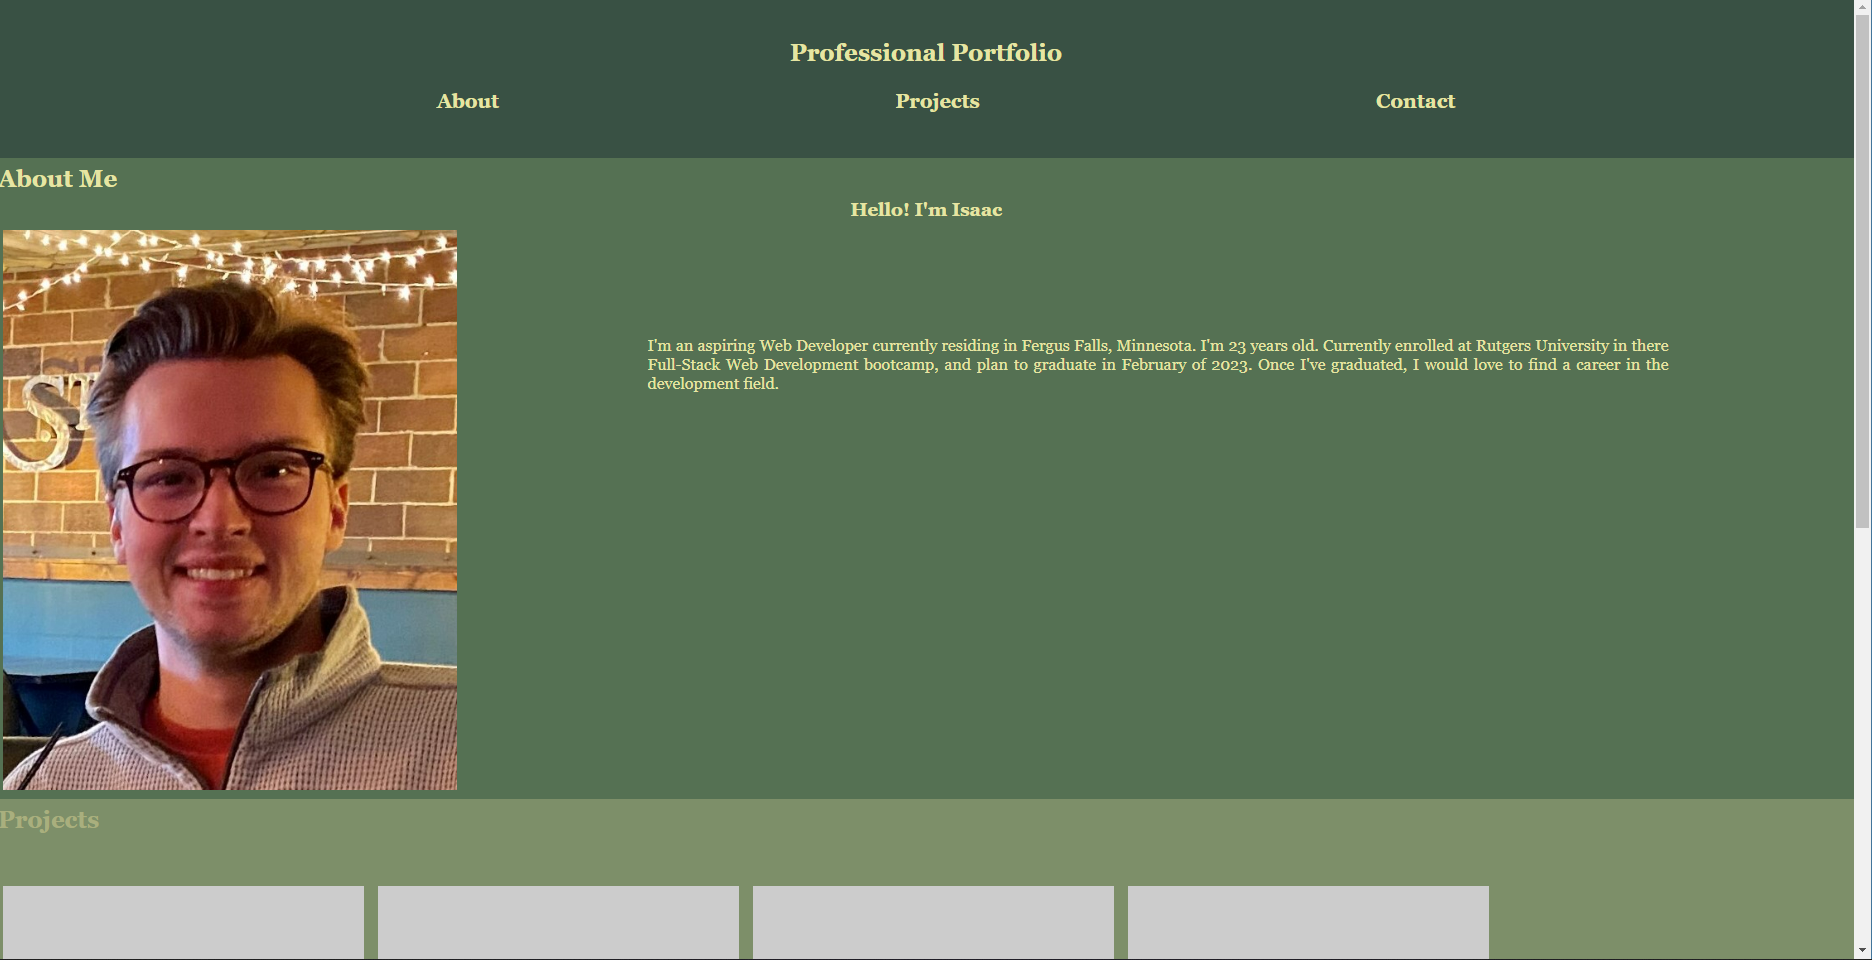 Professional Portfolio
About Projects Contact
About Me
Hello! I'm Isaac
I'm an aspiring Web Developer currently residing in Fergus Falls, Minnesota. I'm 23 years old. Currently enrolled at Rutgers University in there
Full-Stack Web Development bootcamp, and plan to graduate in February of 2023. Once I've graduated, I would love to find a career in the
development field.
ST
Projects